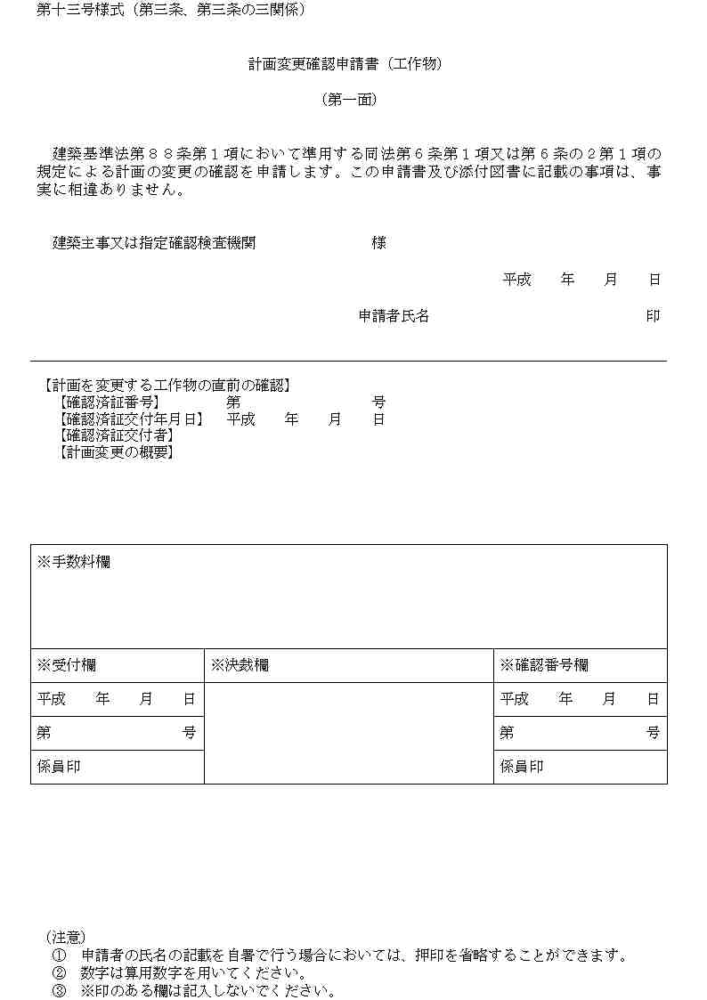 第十三号様式（第三条、第三条の三関係）
計画変更確認申請書（工作物）
（第一面）
　建築基準法第８８条第１項において準用する同法第６条第１項又は第６条の２第１項の
規定による計画の変更の確認を申請します。この申請書及び添付図書に記載の事項は、事
実に相違ありません。
建築主事又は指定確認検査機関　　　　　　　　様
平成　　年　　月　　日
申請者氏名　　　　　　　　　　　　　　　印
【計画を変更する工作物の直前の確認】
【確認済証番号】　　　　　第　　　　　　　　　号
【確認済証交付年月日】　平成　　年　　月　　日
【確認済証交付者】
【計画変更の概要】
※手数料欄
※受付欄　※決裁欄　※確認番号欄
平成　　年　　月　　日　平成　　年　　月　　日
第　　　　　　　　　号　第　　　　　　　　　号
係員印　係員印
（注意）
①　申請者の氏名の記載を自署で行う場合においては、押印を省略することができます。
②　数字は算用数字を用いてください。
③　※印のある欄は記入しないでください。